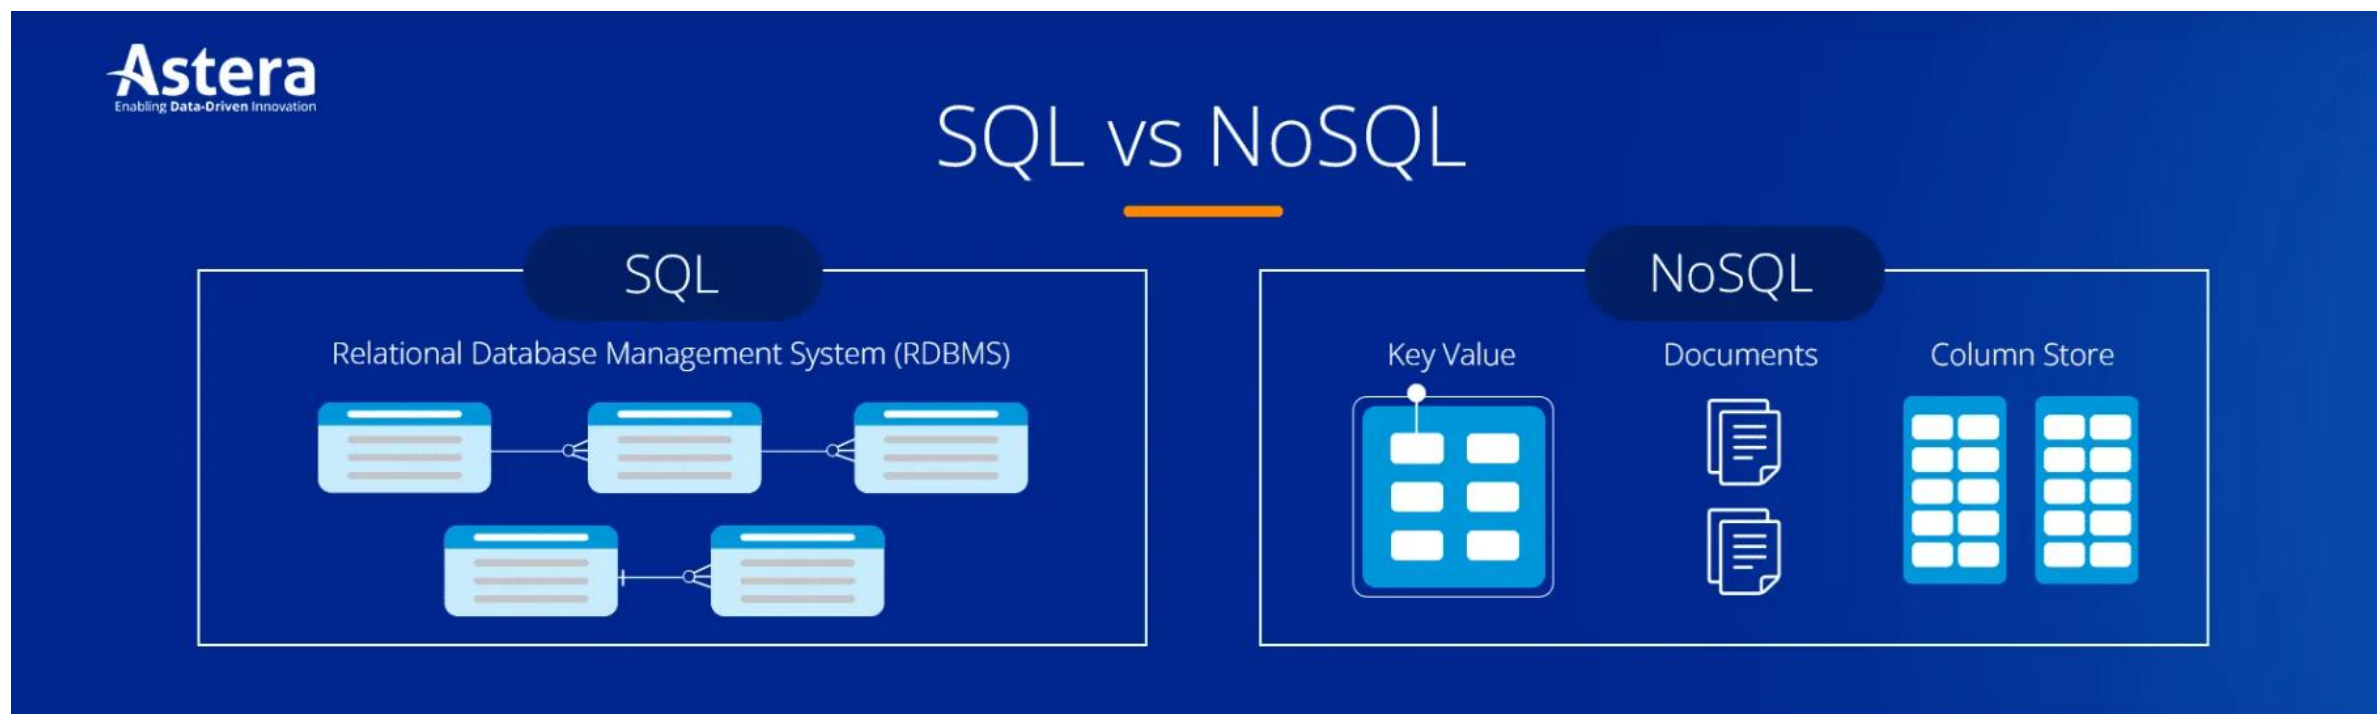 Astera
Enabling Data-Driven Innovation
SQL vs NoSQL
SQL
Relational Database Management System (RDBMS)
NoSQL
Key Value
Documents
Column Store